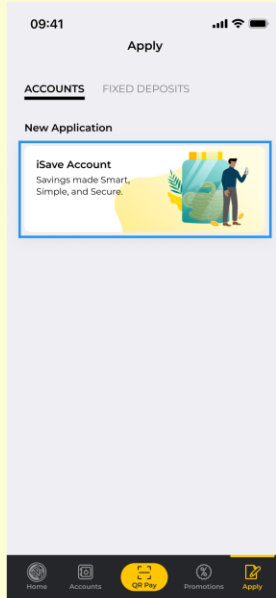 09:41
Apply
ACCOUNTS FIXED DEPOSITS
New Application
iSave Account
Savings made Smart,
Simple, and Secure.
Home Accounts QR Pay Promotions Apply